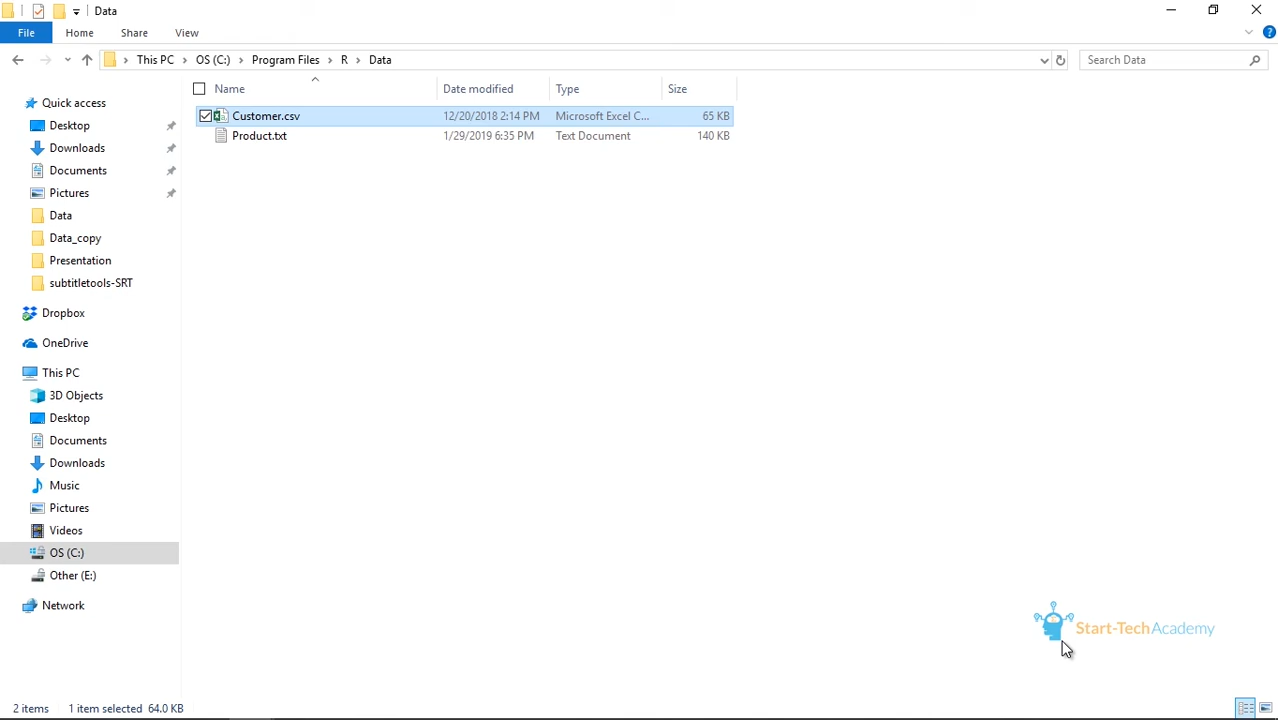 Data
File Home Share View
This PC OS (C:) Program Files R Data
Search Data
Name Date modified Type Size
Customer.csv 12/20/2018 2:14 PM Microsoft Excel C... 65 KB
Product.txt 1/29/2019 6:35 PM Text Document 140 KB
Quick access
Desktop
Downloads
Documents
Pictures
Data
Data_copy
Presentation
subtitletools-SRT
Dropbox
OneDrive
This PC
3D Objects
Desktop
Documents
Downloads
Music
Pictures
Videos
OS (C:)
Other (E:)
Network
Start-TechAcademy
2 items 1 item selected 64.0 KB